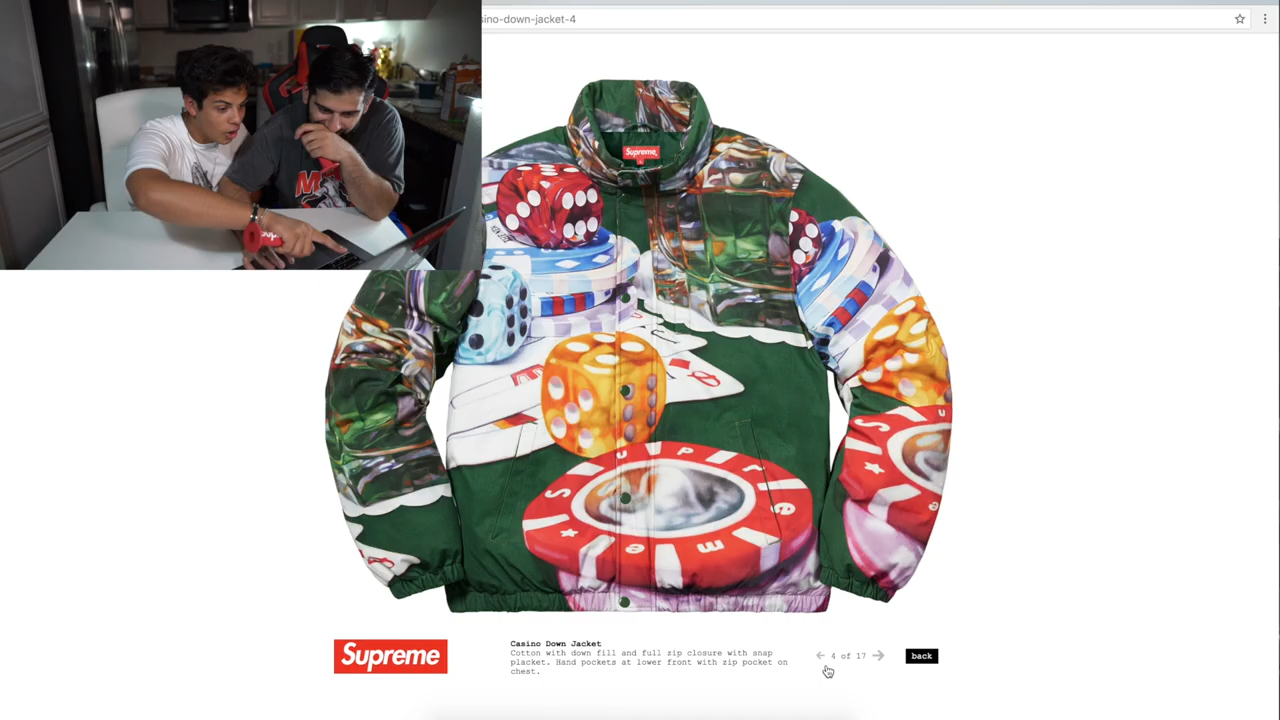 sino-down-jacket-4
Supreme
Supreme
Supreme
Casino Down Jacket
Cotton with down fill and full zip closure with snap
placket. Hand pockets at lower front with zip pocket on
chest.
4 of 17
back